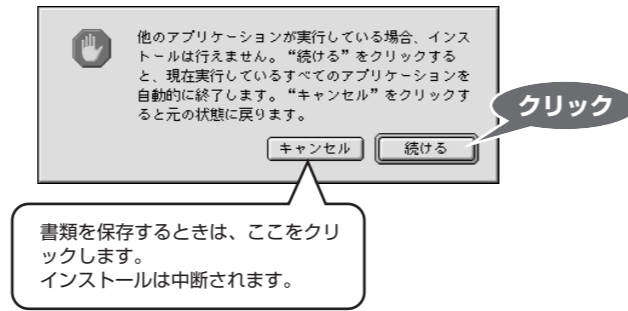 他のアプリケーションが実行している場合、インス
トールは行えません。“続ける”をクリックする
と、現在実行しているすべてのアプリケーションを
自動的に終了します。“キャンセル”をクリックす
ると元の状態に戻ります。
キャンセル 続ける
クリック
書類を保存するときは、ここをクリ
ックします。
インストールは中断されます。